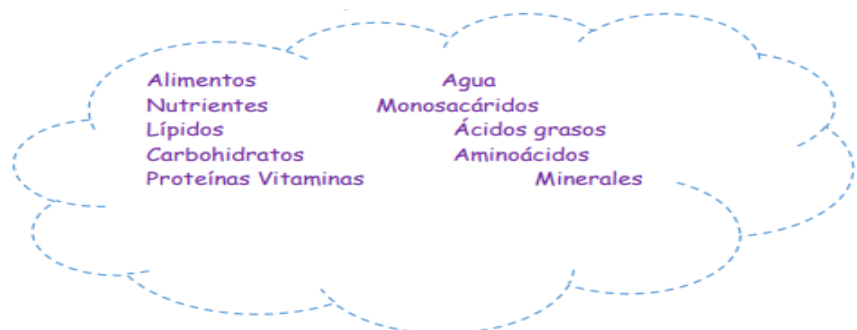 Alimentos Agua
Nutrientes Monosacáridos
Lípidos Ácidos grasos
Carbohidratos Aminoácidos
Proteínas Vitaminas Minerales